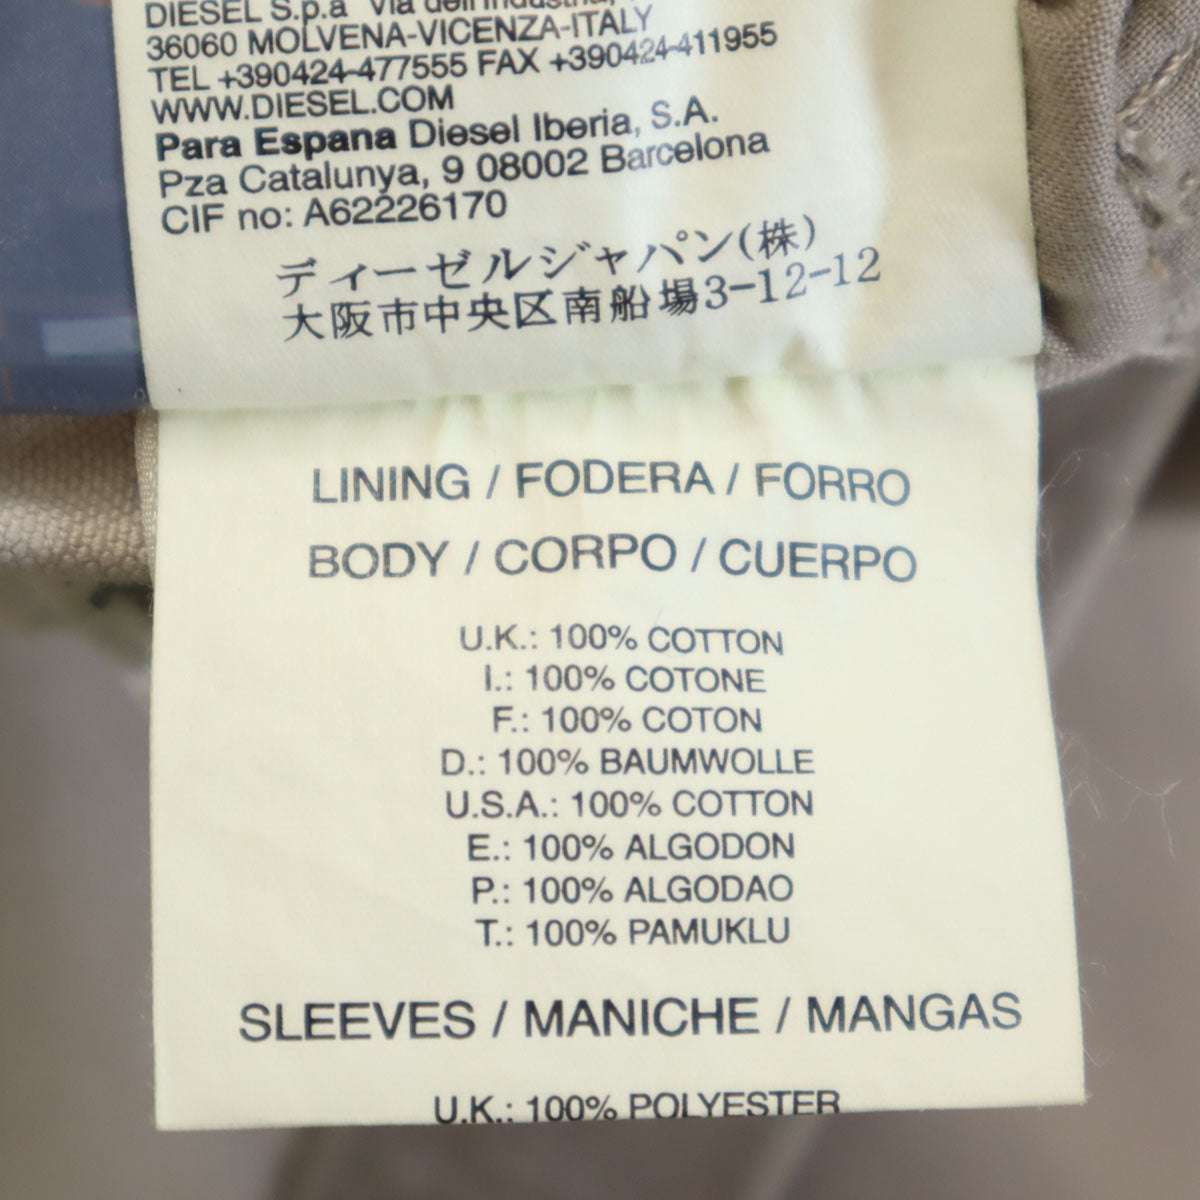 DIESEL S.p.a Via dell'Industria,
36060 MOLVENA-VICENZA-ITALY
TEL +390424-477555 FAX +390424-411955
WWW.DIESEL.COM
Para Espana Diesel Iberia, S.A.
Pza Catalunya, 9 08002 Barcelona
CIF no: A62226170
ディーゼルジャパン(株)
大阪市中央区南船場3-12-12
LINING / FODERA / FORRO
BODY / CORPO / CUERPO
U.K.: 100% COTTON
I.: 100% COTONE
F.: 100% COTON
D.: 100% BAUMWOLLE
U.S.A.: 100% COTTON
E.: 100% ALGODON
P.: 100% ALGODAO
T.: 100% PAMUKLU
SLEEVES / MANICHE / MANGAS
U.K.: 100% POLYESTER